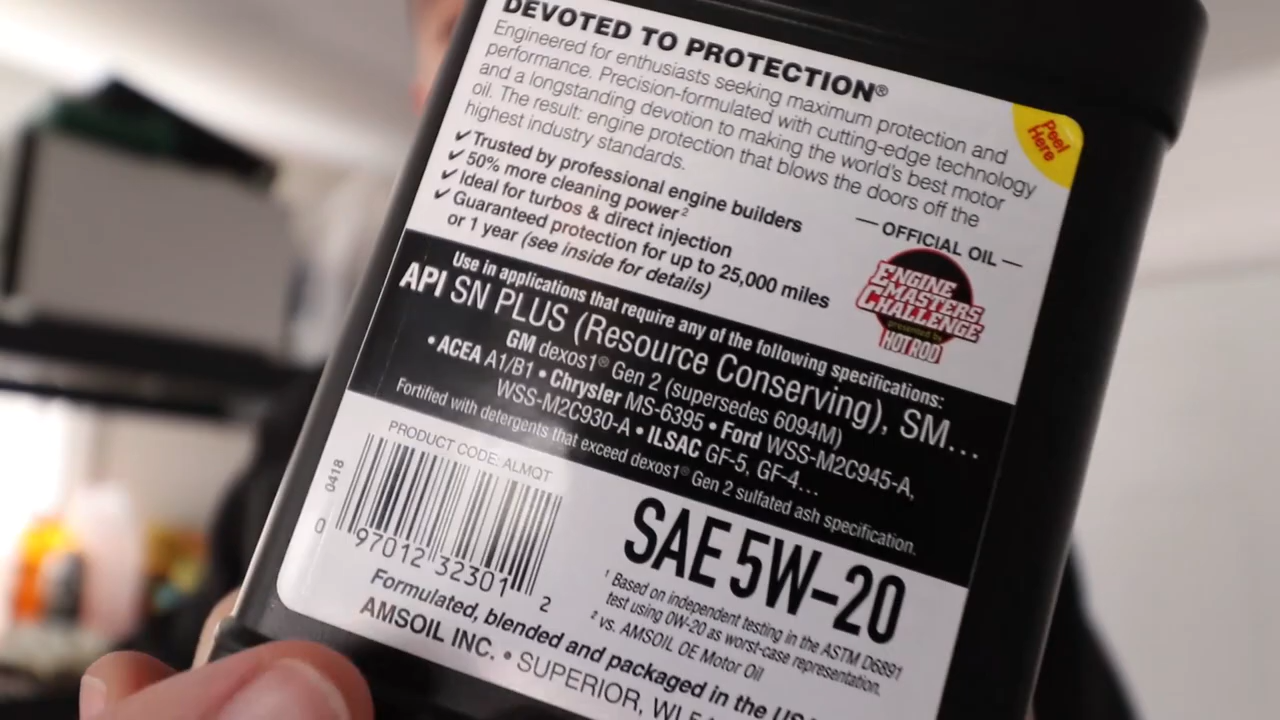 DEVOTED TO PROTECTION®
Engineered for enthusiasts seeking maximum protection and
performance. Precision-formulated with cutting-edge technology
and a longstanding devotion to making the world's best motor
oil. The result: engine protection that blows the doors off the
highest industry standards.
✔ Trusted by professional engine builders
✔ 50% more cleaning power²
✔ Ideal for turbos & direct injection
✔ Guaranteed protection for up to 25,000 miles
or 1 year (see inside for details)
Peel
Here
— OFFICIAL OIL —
ENGINE
MASTERS
CHALLENGE
presented by
HOT ROD
Use in applications that require any of the following specifications:
API SN PLUS (Resource Conserving), SM…
GM dexos1® Gen 2 (supersedes 6094M)
• ACEA A1/B1 • Chrysler MS-6395 • Ford WSS-M2C945-A,
WSS-M2C930-A • ILSAC GF-5, GF-4…
Fortified with detergents that exceed dexos1® Gen 2 sulfated ash specification.
PRODUCT CODE: ALMQT
0418
0 97012 32301 2
SAE 5W-20
¹ Based on independent testing in the ASTM D6891
test using 0W-20 as worst-case representation.
² vs. AMSOIL OE Motor Oil
Formulated, blended and packaged in the US
AMSOIL INC. • SUPERIOR, WI